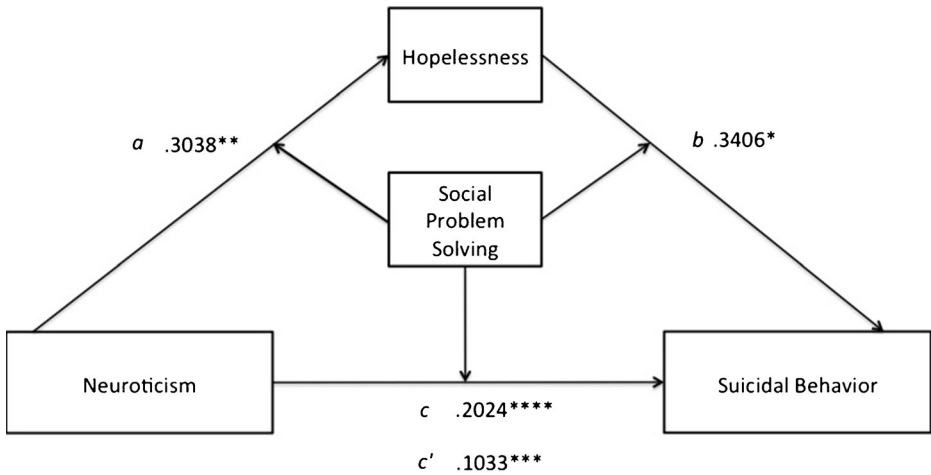 Hopelessness
a .3038**
b .3406*
Social
Problem
Solving
Neuroticism
Suicidal Behavior
c .2024****
c' .1033***